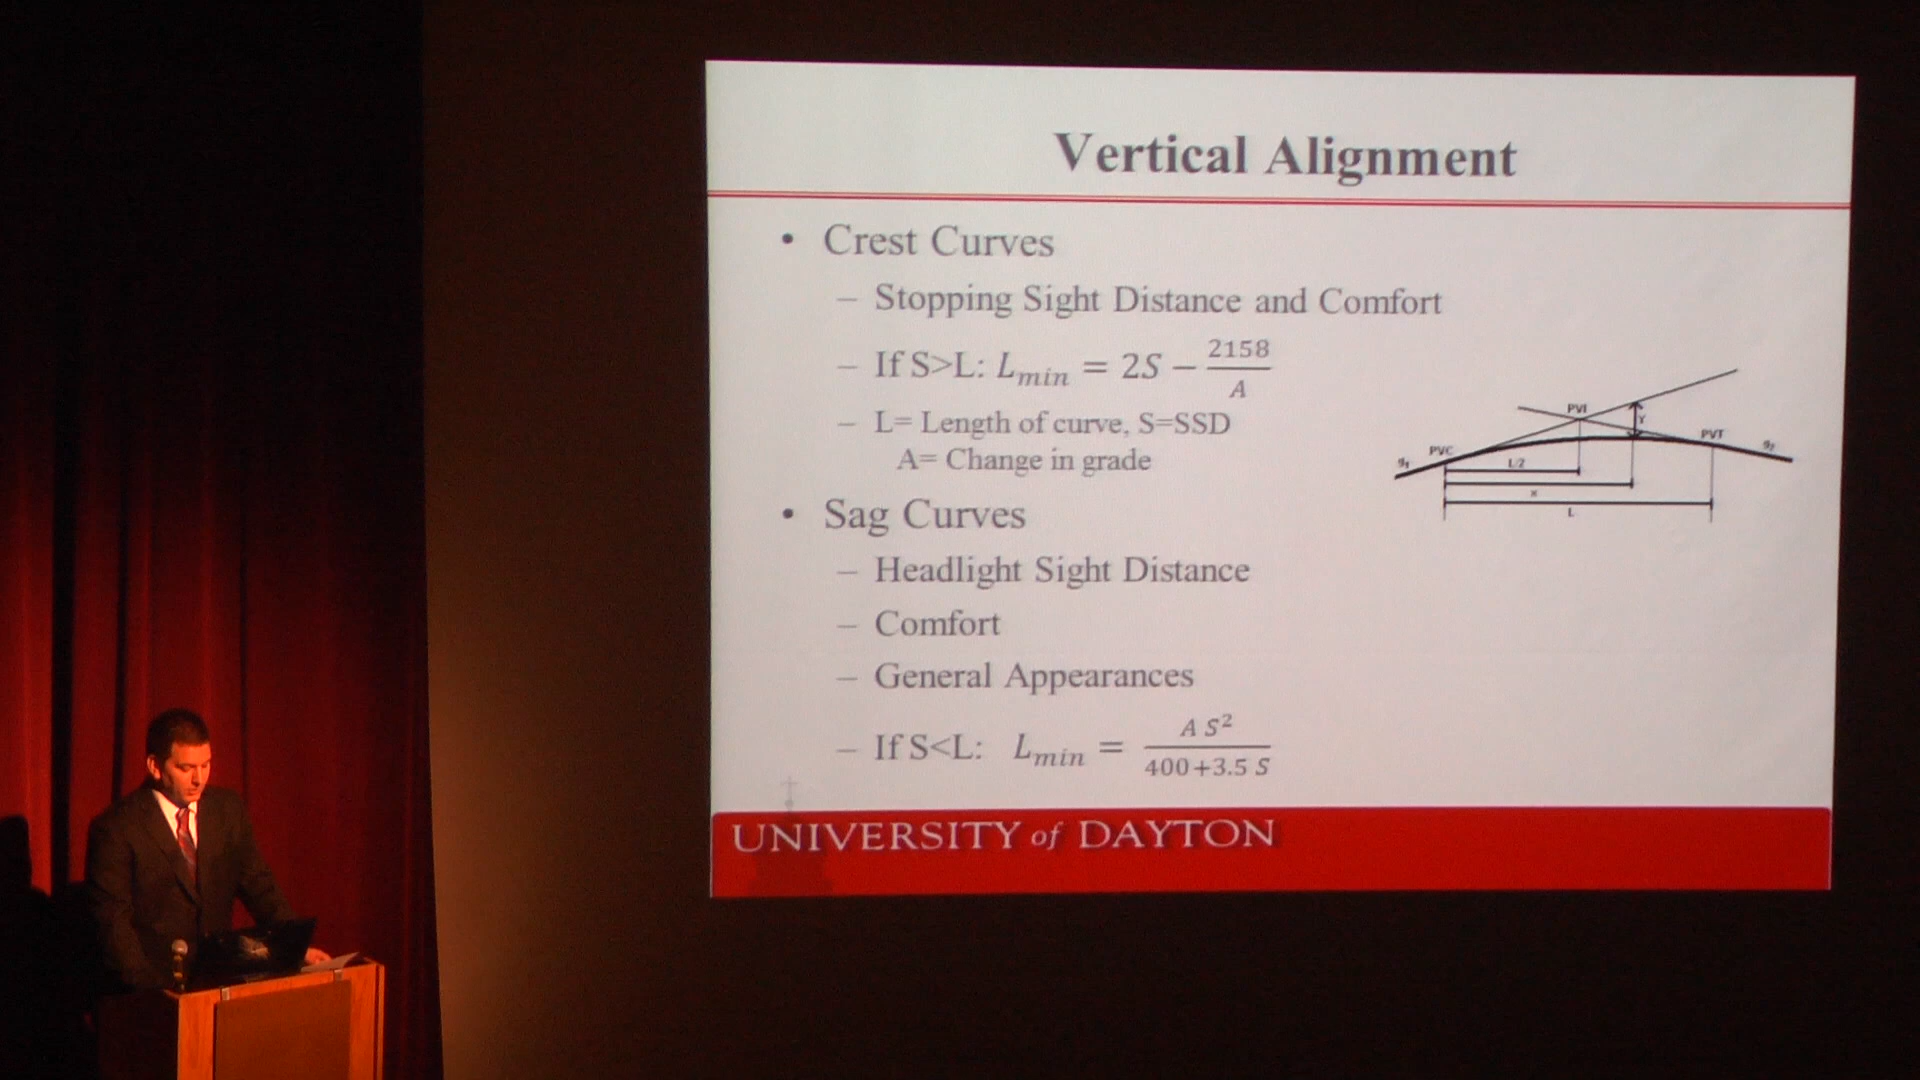 Vertical Alignment
• Crest Curves
– Stopping Sight Distance and Comfort
– If S>L: L_min = 2S − 2158/A
– L= Length of curve, S=SSD
A= Change in grade
• Sag Curves
– Headlight Sight Distance
– Comfort
– General Appearances
– If S<L: L_min = A S²/400+3.5 S
PVI
Y
PVC
PVT
g₁
g₂
L/2
x
L
UNIVERSITY of DAYTON